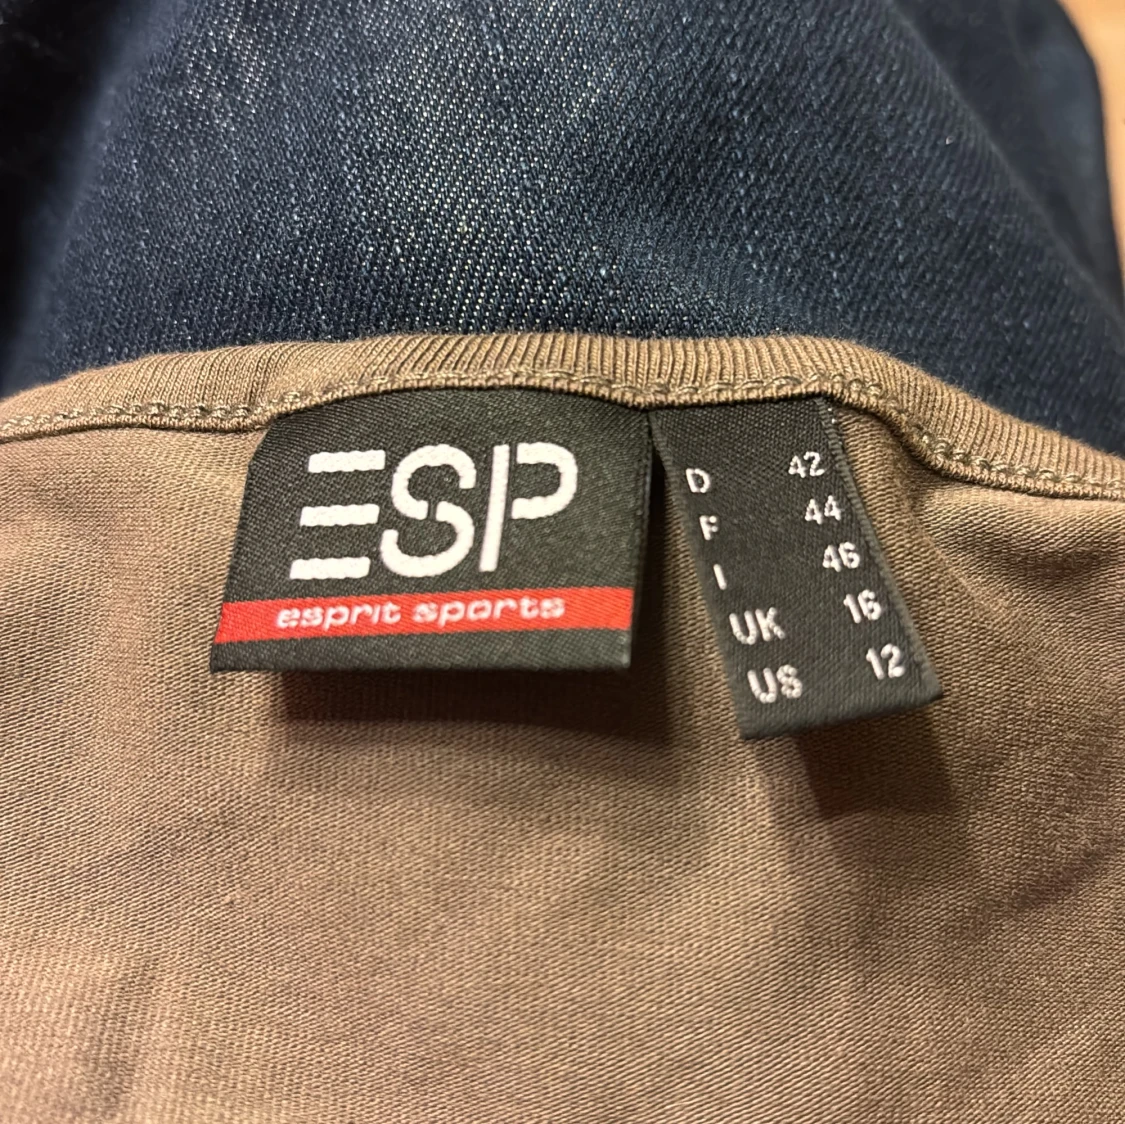 ESP
esprit sports
D 42
F 44
I 46
UK 16
US 12